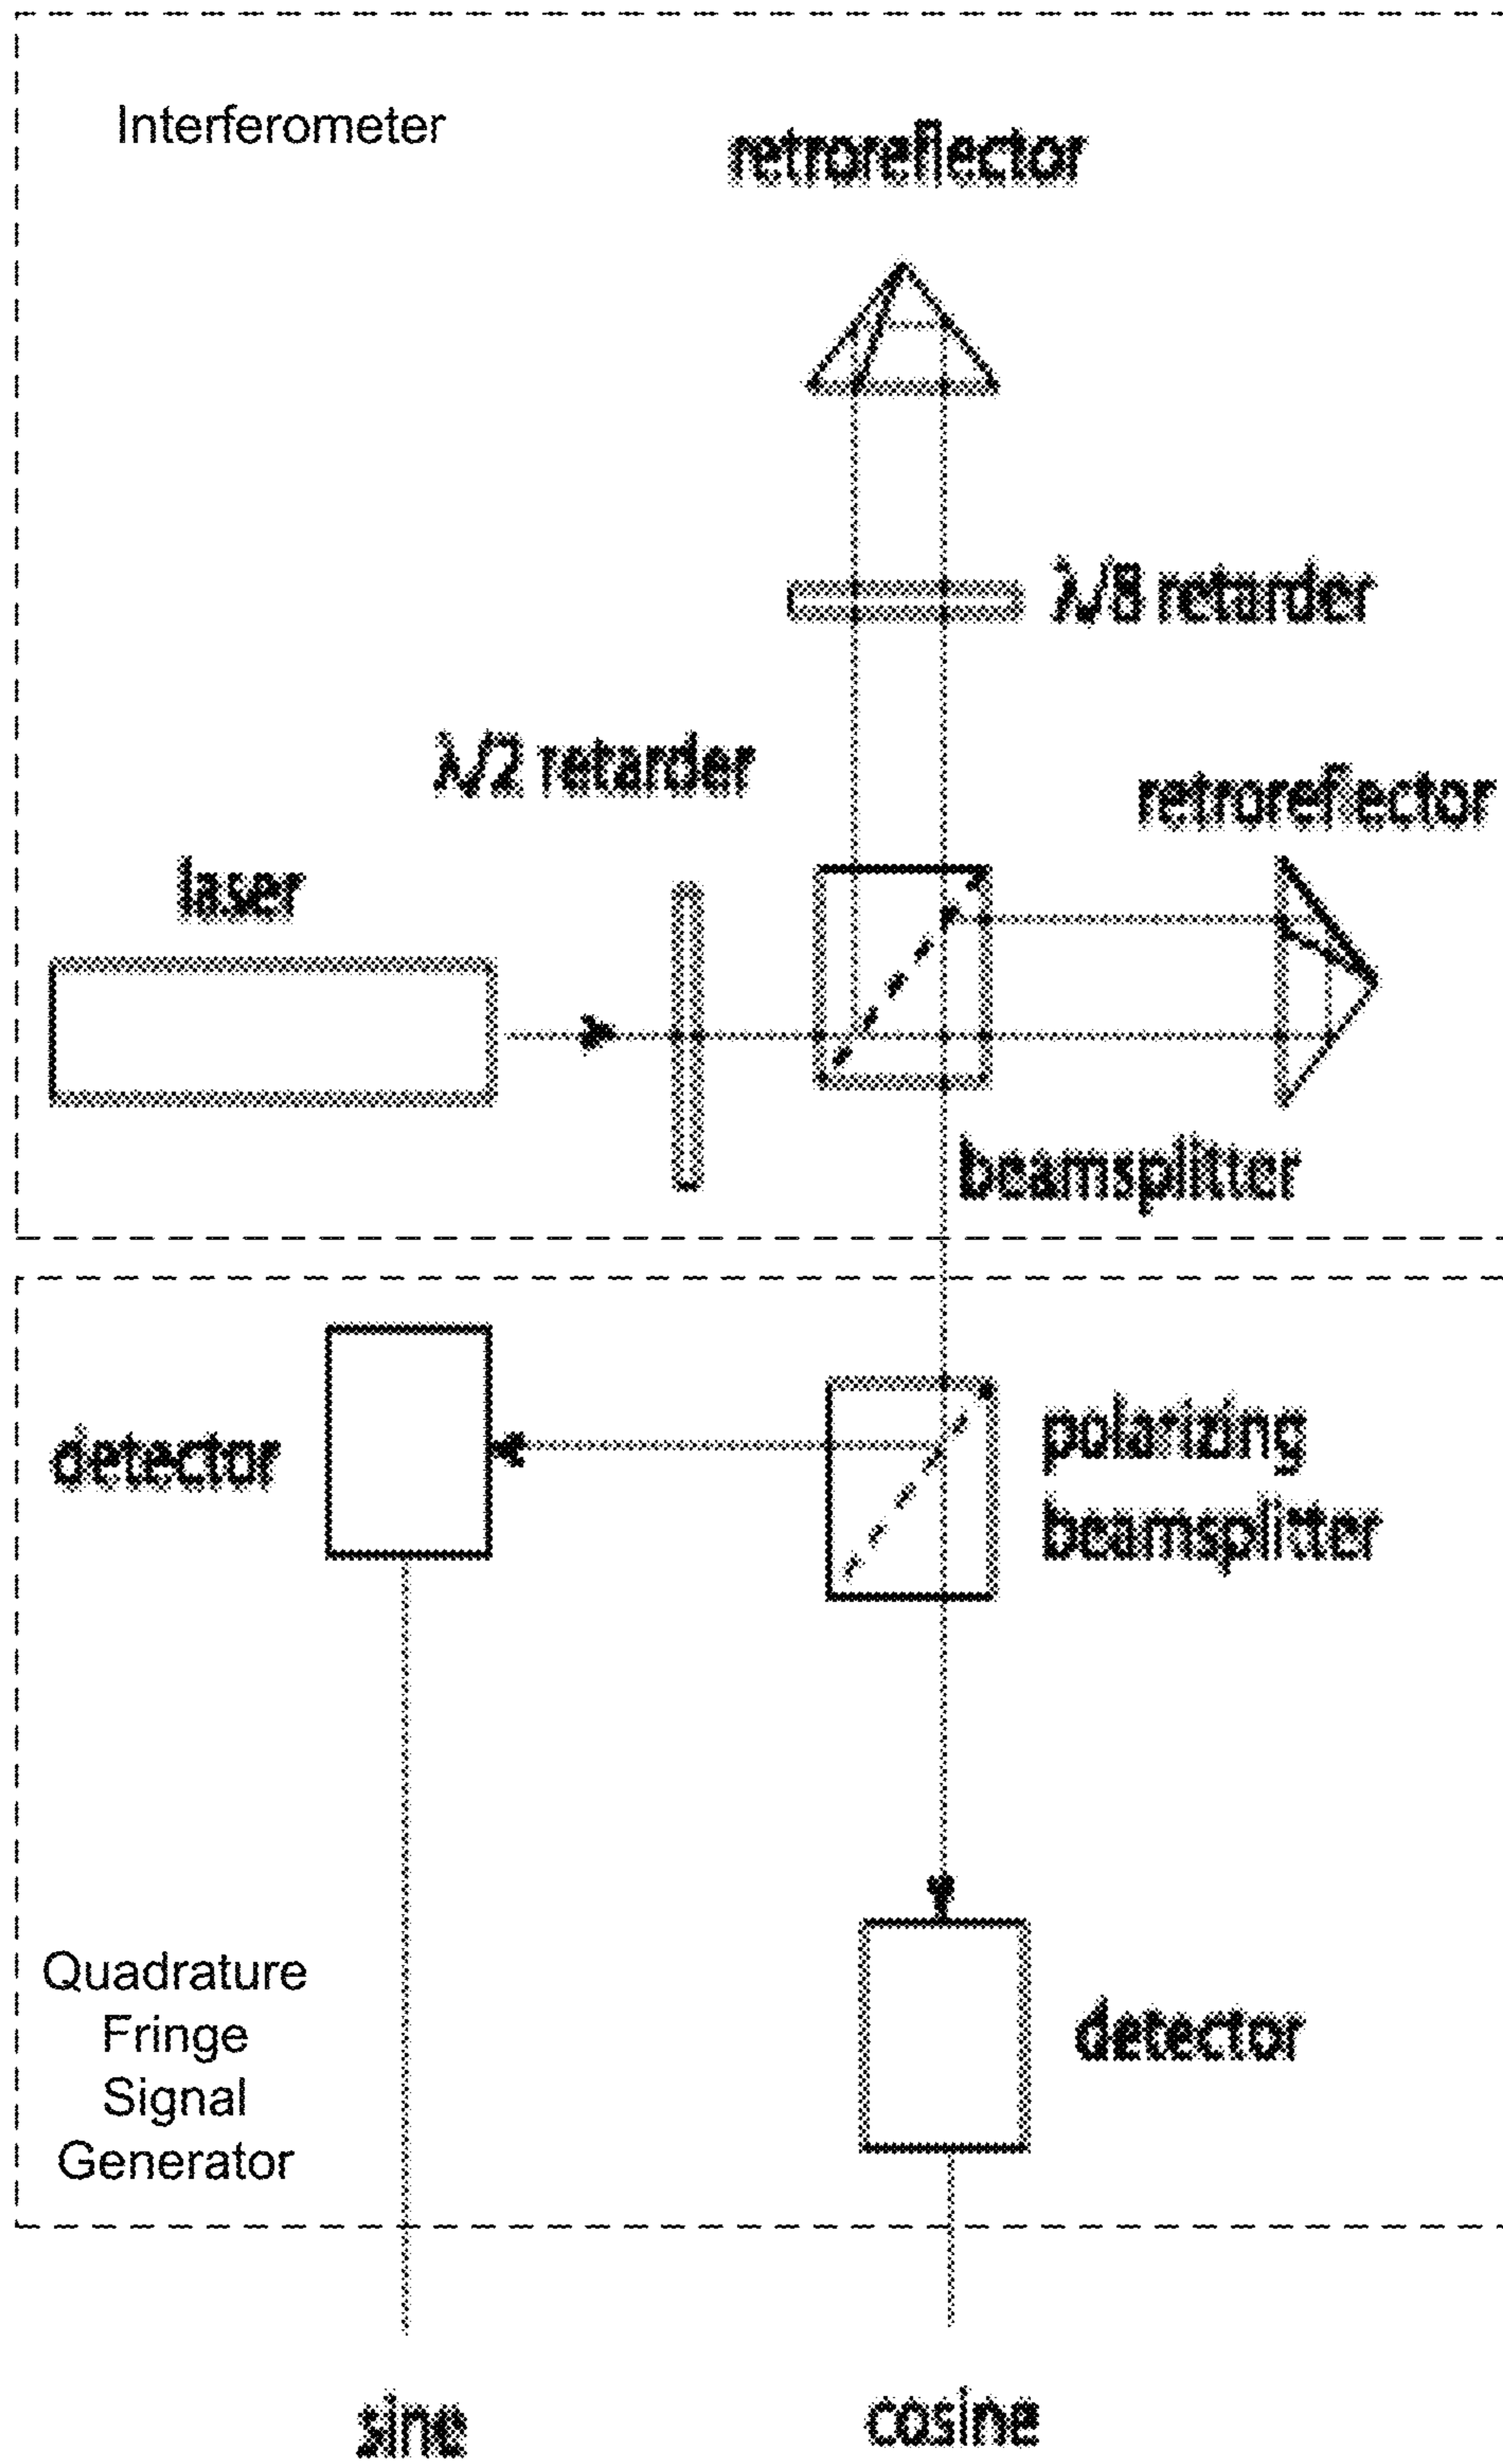 Interferometer
retroreflector
λ/8 retarder
λ/2 retarder
retroreflector
laser
beamsplitter
detector
polarizing
beamsplitter
Quadrature
Fringe
Signal
Generator
detector
sine
cosine